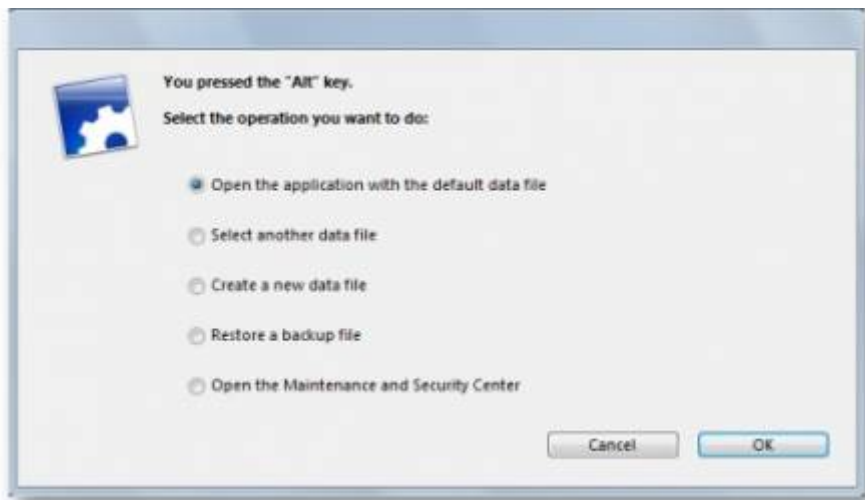 You pressed the "Alt" key.
Select the operation you want to do:
Open the application with the default data file
Select another data file
Create a new data file
Restore a backup file
Open the Maintenance and Security Center
Cancel OK